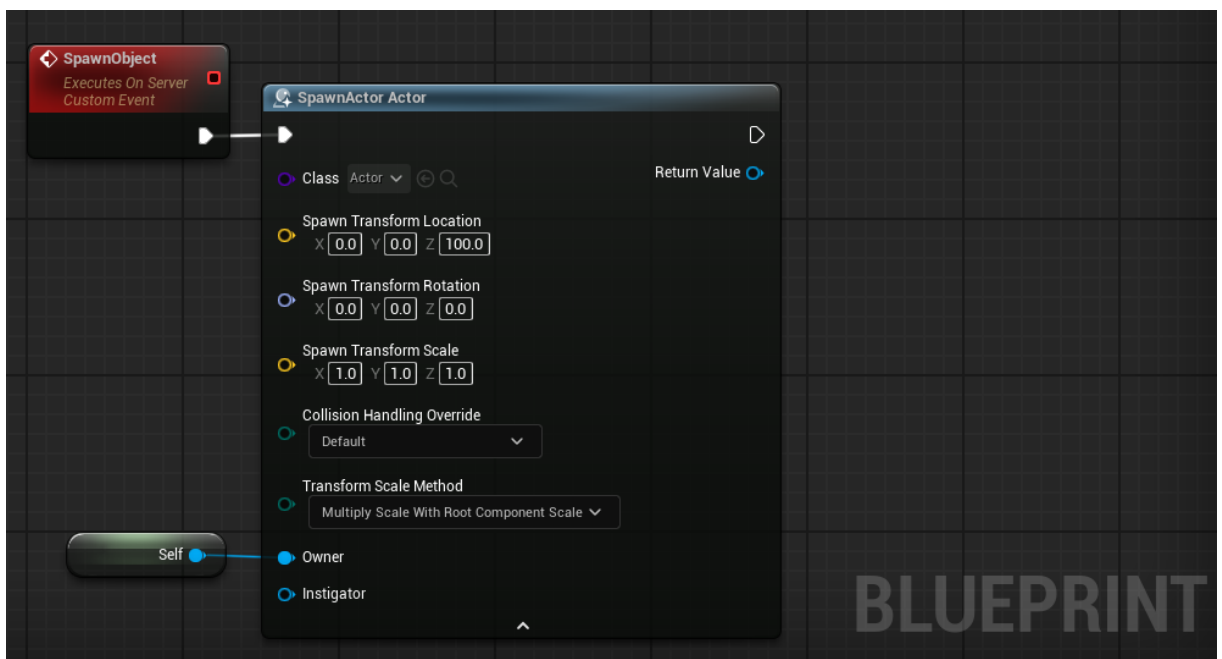 SpawnObject
Executes On Server
Custom Event
SpawnActor Actor
Class Actor
Return Value
Spawn Transform Location
X 0.0 Y 0.0 Z 100.0
Spawn Transform Rotation
X 0.0 Y 0.0 Z 0.0
Spawn Transform Scale
X 1.0 Y 1.0 Z 1.0
Collision Handling Override
Default
Transform Scale Method
Multiply Scale With Root Component Scale
Self
Owner
Instigator
BLUEPRINT